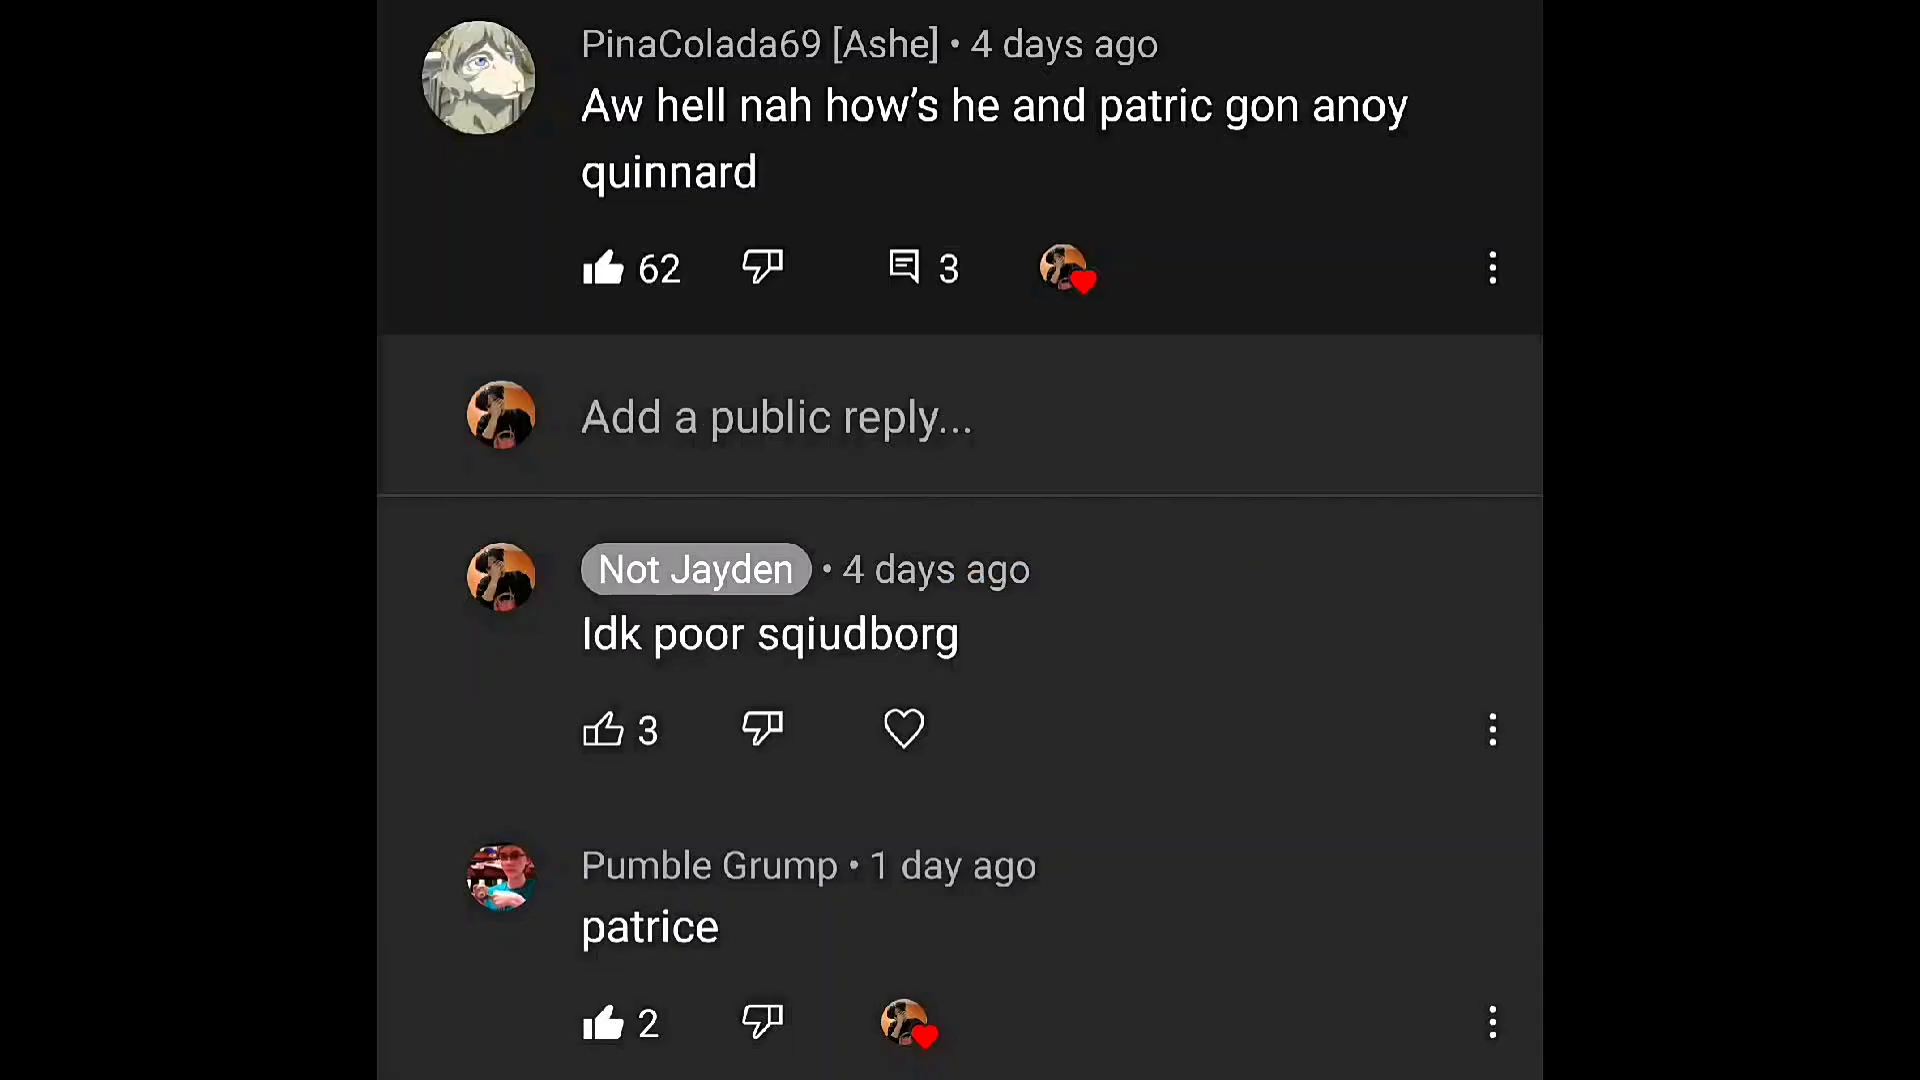 PinaColada69 [Ashe] • 4 days ago
Aw hell nah how’s he and patric gon anoy
quinnard
62 3
Add a public reply...
Not Jayden • 4 days ago
Idk poor sqiudborg
3
Pumble Grump • 1 day ago
patrice
2